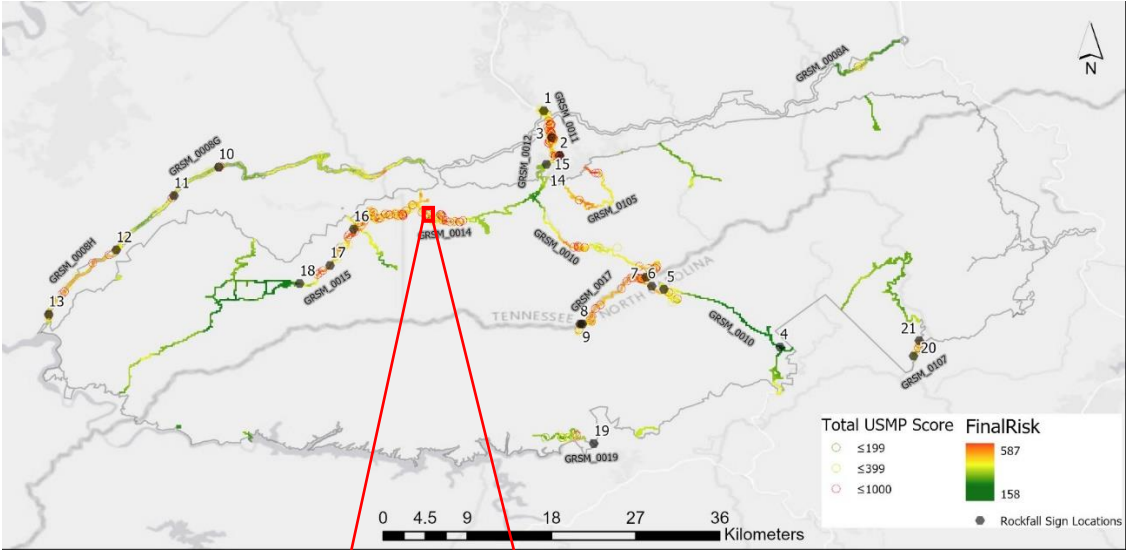 GRSM_0008A
N
1
GRSM_0011
3
2
GRSM_0012
15
14
10
GRSM_0008G
11
GRSM_0105
16
GRSM_0014
12
GRSM_0008H
17
GRSM_0010
18
GRSM_0015
7
6
5
OLINA
GRSM_0017
NORTH
TENNESSEE
13
8
9
GRSM_0010
4
21
20
GRSM_0107
19
GRSM_0019
Total USMP Score
≤199
≤399
≤1000
FinalRisk
587
158
Rockfall Sign Locations
0 4.5 9 18 27 36
Kilometers